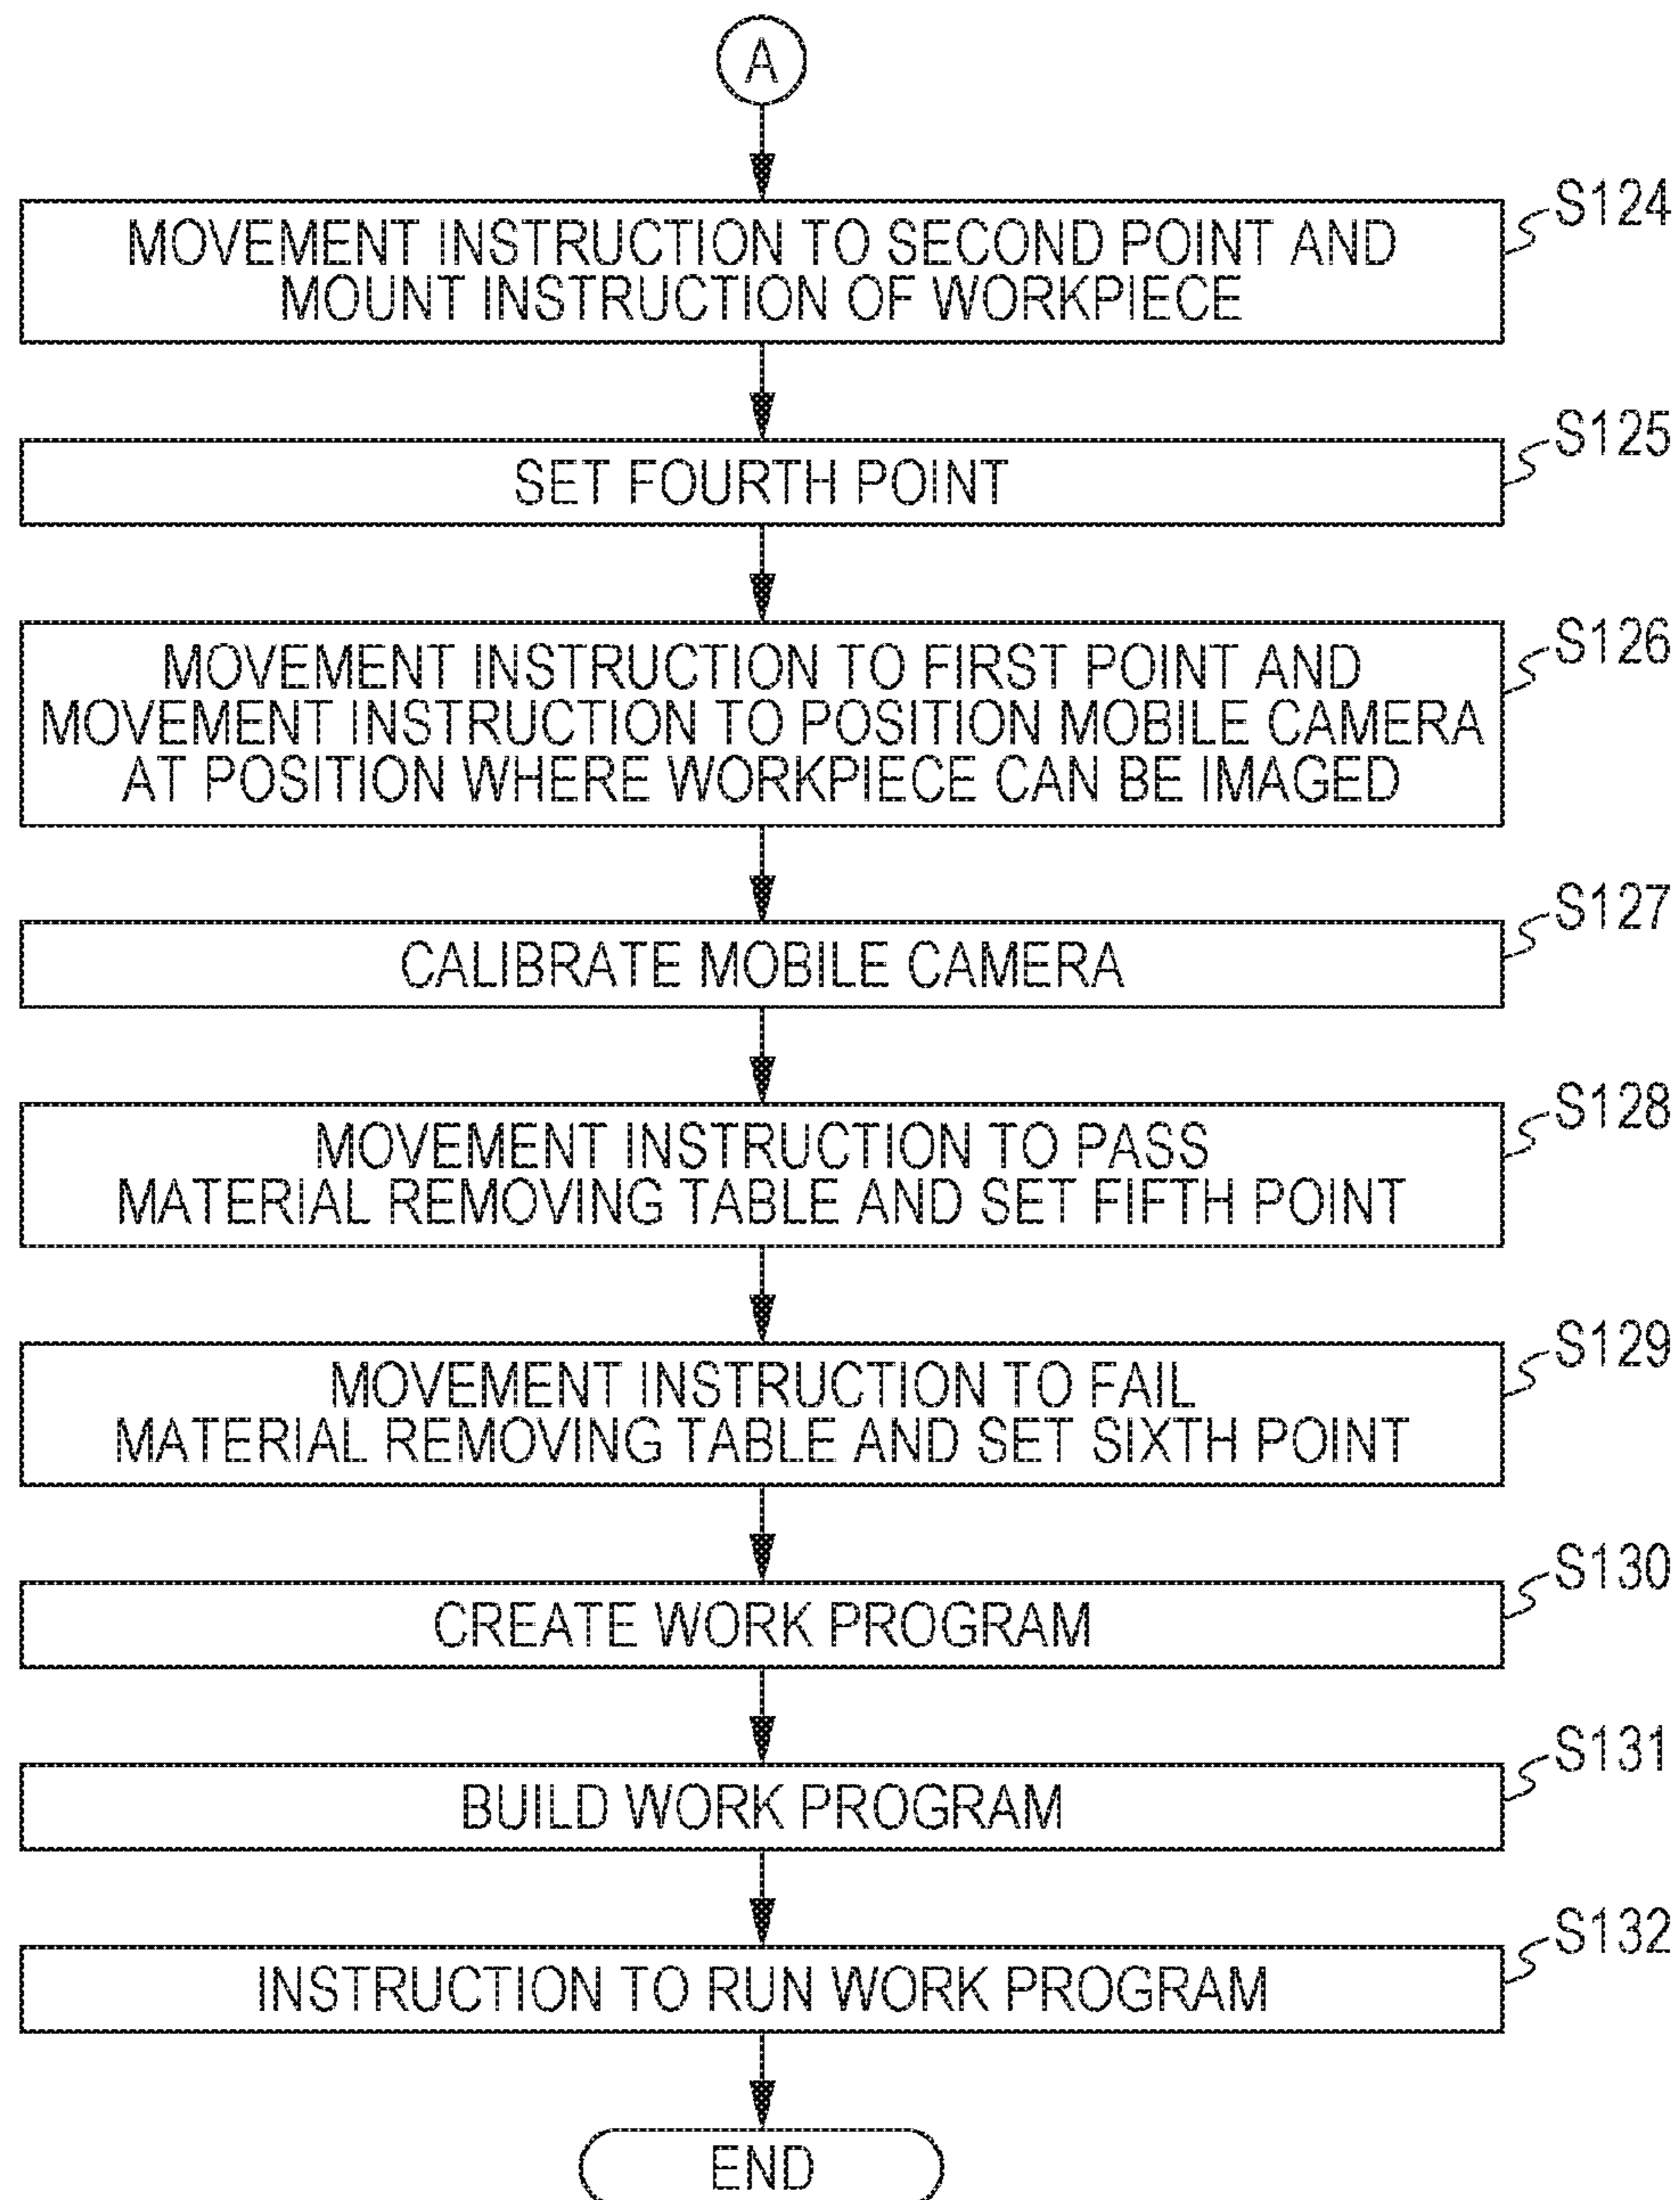 A
S124
MOVEMENT INSTRUCTION TO SECOND POINT AND
MOUNT INSTRUCTION OF WORKPIECE
S125
SET FOURTH POINT
S126
MOVEMENT INSTRUCTION TO FIRST POINT AND
MOVEMENT INSTRUCTION TO POSITION MOBILE CAMERA
AT POSITION WHERE WORKPIECE CAN BE IMAGED
S127
CALIBRATE MOBILE CAMERA
S128
MOVEMENT INSTRUCTION TO PASS
MATERIAL REMOVING TABLE AND SET FIFTH POINT
S129
MOVEMENT INSTRUCTION TO FAIL
MATERIAL REMOVING TABLE AND SET SIXTH POINT
S130
CREATE WORK PROGRAM
S131
BUILD WORK PROGRAM
S132
INSTRUCTION TO RUN WORK PROGRAM
END